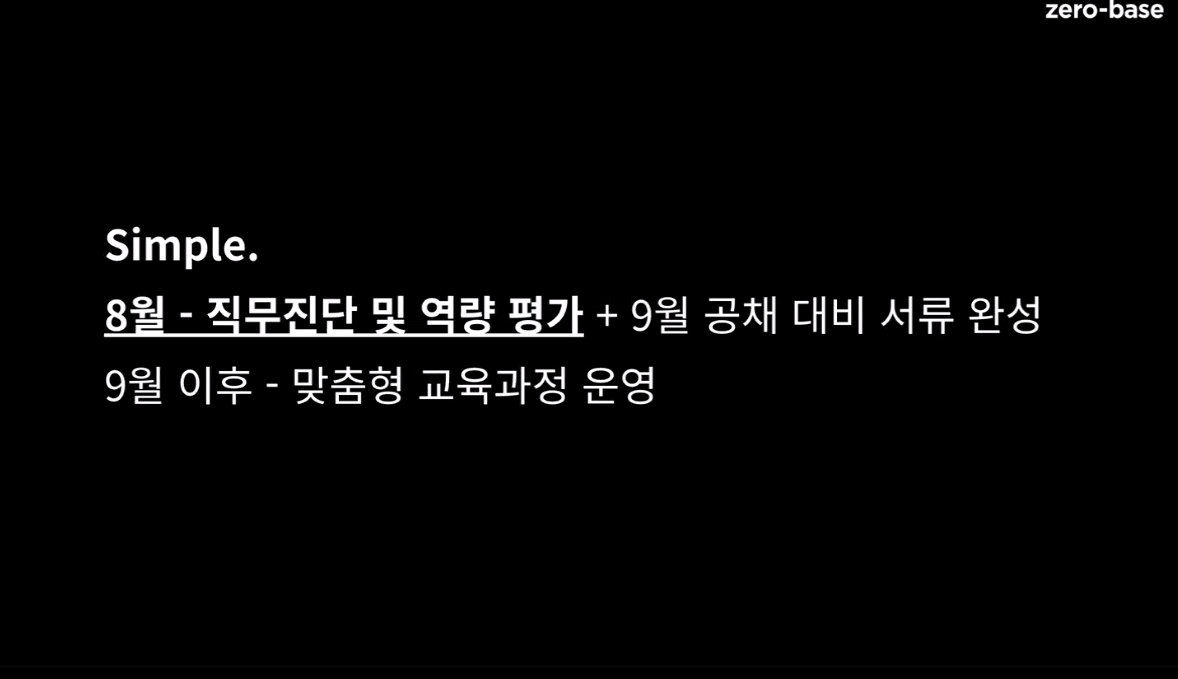 zero-base
Simple.
8월 - 직무진단 및 역량 평가 + 9월 공채 대비 서류 완성
9월 이후 - 맞춤형 교육과정 운영